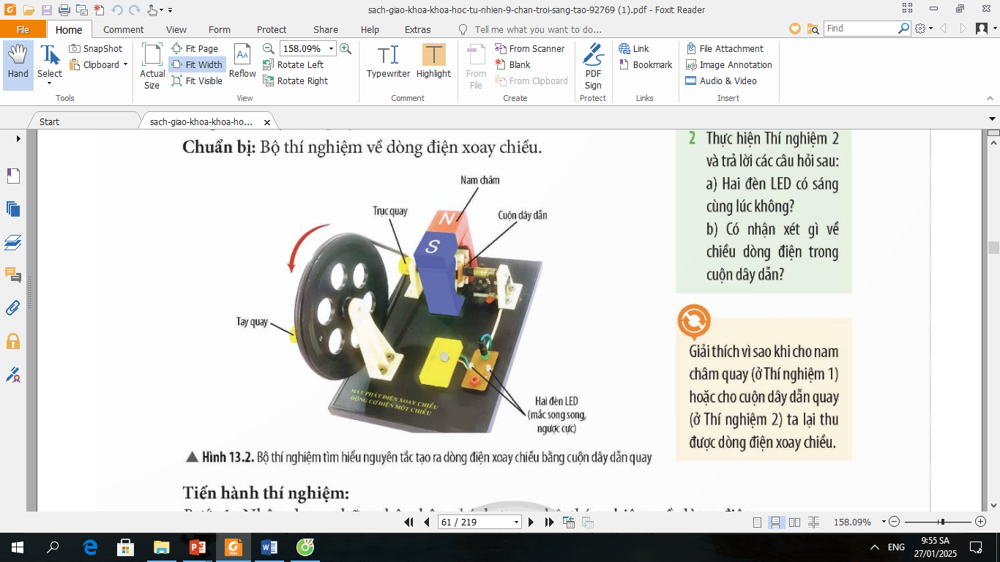 sach-giao-khoa-khoa-hoc-tu-nhien-9-chan-troi-sang-tao-92769 (1).pdf - Foxit Reader
File Home Comment View Form Protect Share Help Extras Tell me what you want to do... Find
Hand
Select
SnapShot
Clipboard
Tools
Actual Size
Fit Page
Fit Width
Fit Visible
Reflow
158.09%
Rotate Left
Rotate Right
View
Typewriter
Highlight
Comment
From File
From Scanner
Blank
From Clipboard
Create
PDF Sign
Protect
Link
Bookmark
Links
File Attachment
Image Annotation
Audio & Video
Insert
Start
sach-giao-khoa-khoa-ho...
Chuẩn bị: Bộ thí nghiệm về dòng điện xoay chiều.
Nam châm
Trục quay
Cuộn dây dẫn
N
S
Tay quay
MÁY PHÁT ĐIỆN XOAY CHIỀU
ĐỘNG CƠ ĐIỆN MỘT CHIỀU
Hai đèn LED
(mắc song song,
ngược cực)
Hình 13.2. Bộ thí nghiệm tìm hiểu nguyên tắc tạo ra dòng điện xoay chiều bằng cuộn dây dẫn quay
Tiến hành thí nghiệm:
2 Thực hiện Thí nghiệm 2
và trả lời các câu hỏi sau:
a) Hai đèn LED có sáng
cùng lúc không?
b) Có nhận xét gì về
chiều dòng điện trong
cuộn dây dẫn?
Giải thích vì sao khi cho nam
châm quay (ở Thí nghiệm 1)
hoặc cho cuộn dây dẫn quay
(ở Thí nghiệm 2) ta lại thu
được dòng điện xoay chiều.
61 / 219
158.09%
ENG
9:55 SA
27/01/2025